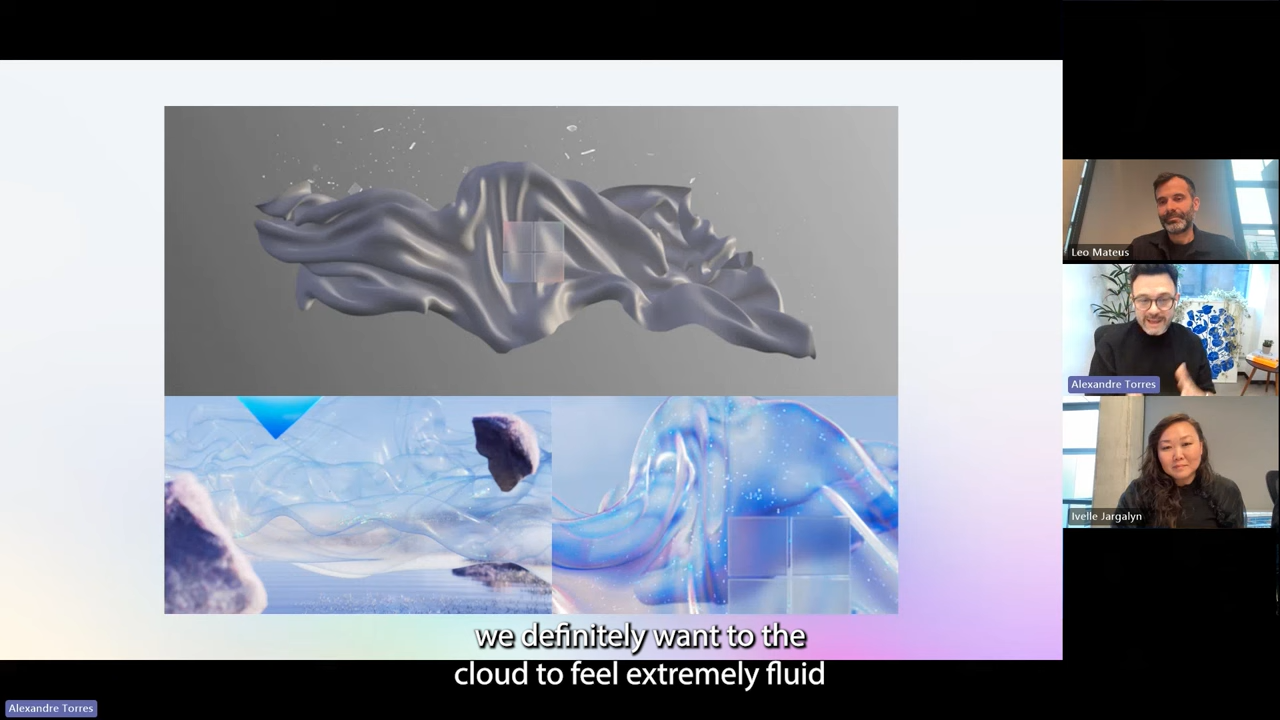 Leo Mateus
Alexandre Torres
Ivelle Jargalyn
we definitely want to the
cloud to feel extremely fluid
Alexandre Torres